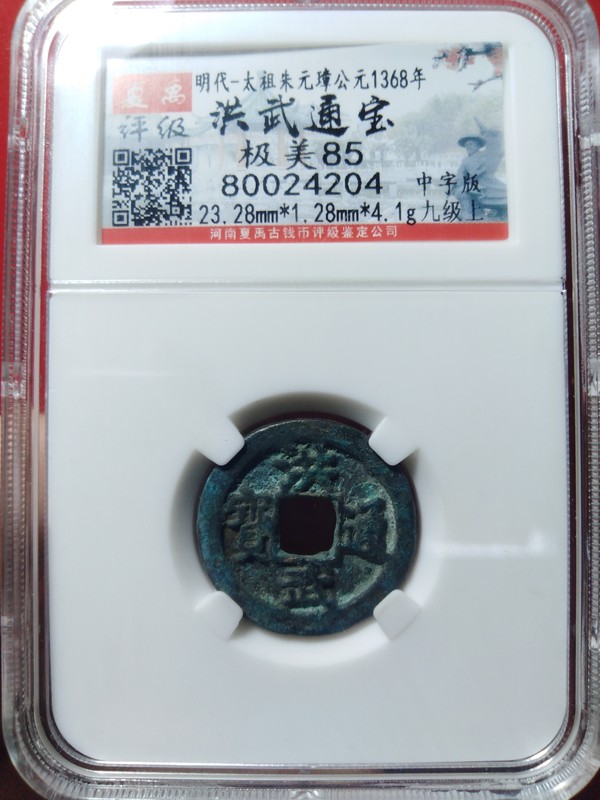 明代-太祖朱元璋公元1368年
夏禹
评级
洪武通宝
极美85
80024204
中字版
23.28mm*1.28mm*4.1g九级上
河南夏禹古钱币评级鉴定公司
洪武通寳